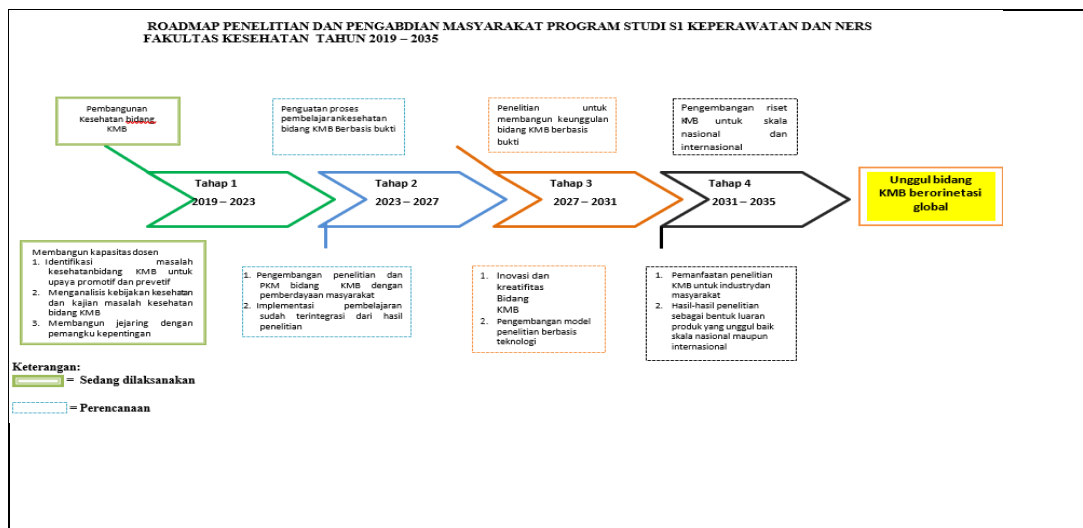 ROADMAP PENELITIAN DAN PENGABDIAN MASYARAKAT PROGRAM STUDI S1 KEPERAWATAN DAN NERS
FAKULTAS KESEHATAN TAHUN 2019 – 2035
Pembangunan
Kesehatan bidang
KMB
Penguatan proses
pembelajarankesehatan
bidang KMB Berbasis bukti
Penelitian untuk
membangun keunggulan
bidang KMB berbasis
bukti
Pengembangan riset
KMB untuk skala
nasional dan
internasional
Tahap 1
2019 – 2023
Tahap 2
2023 – 2027
Tahap 3
2027 – 2031
Tahap 4
2031 – 2035
Unggul bidang
KMB berorinetasi
global
Membangun kapasitas dosen
1. Identifikasi masalah
kesehatanbidang KMB untuk
upaya promotif dan prevetif
2. Menganalisis kebijakan kesehatan
dan kajian masalah kesehatan
bidang KMB
3. Membangun jejaring dengan
pemangku kepentingan
1. Pengembangan penelitian dan
PKM bidang KMB dengan
pemberdayaan masyarakat
2. Implementasi pembelajaran
sudah terintegrasi dari hasil
penelitian
1. Inovasi dan
kreatifitas
Bidang
KMB
2. Pengembangan model
penelitian berbasis
teknologi
1. Pemanfaatan penelitian
KMB untuk industrydan
masyarakat
2. Hasil-hasil penelitian
sebagai bentuk luaran
produk yang unggul baik
skala nasional maupun
internasional
Keterangan:
= Sedang dilaksanakan
= Perencanaan